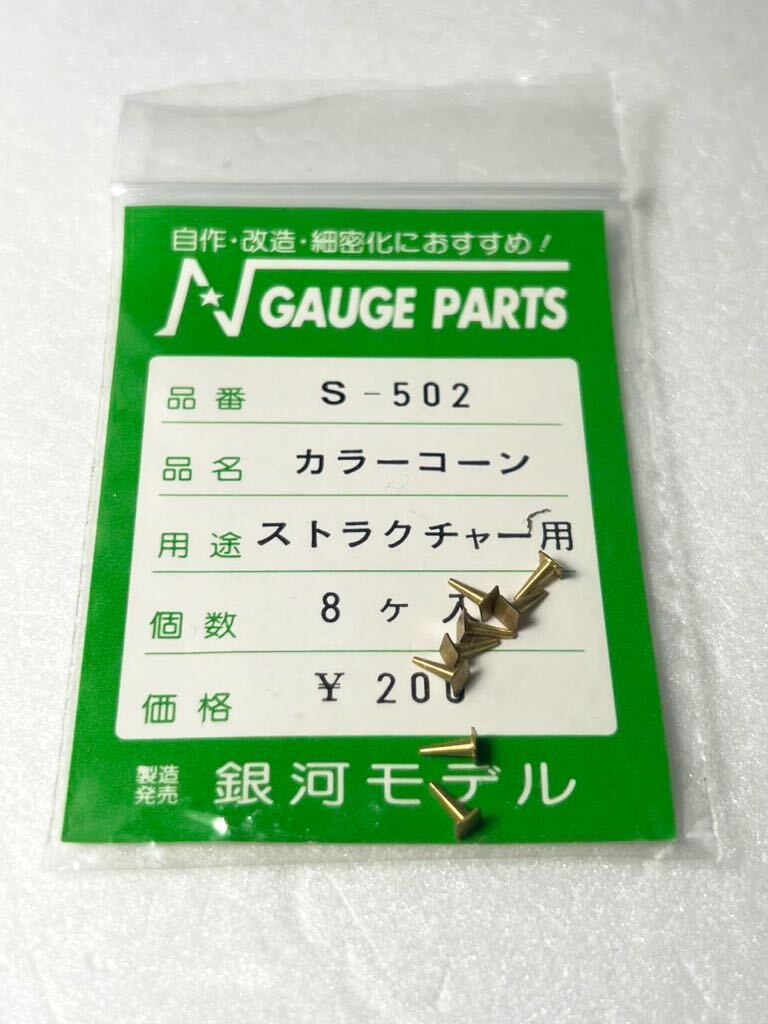 自作・改造・細密化におすすめ!
N GAUGE PARTS
品番 S-502
品名 カラーコーン
用途 ストラクチャー用
個数 8ヶ入
価格 ¥200
製造発売 銀河モデル